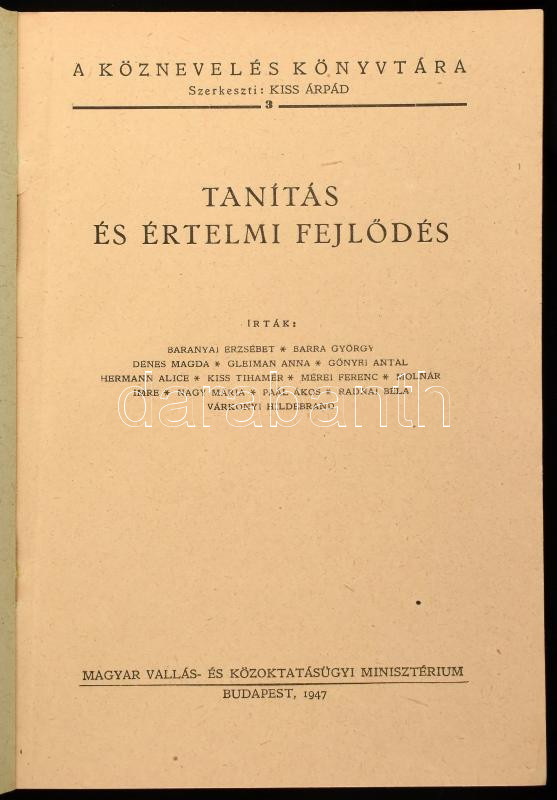 A KÖZNEVELÉS KÖNYVTÁRA
Szerkeszti: KISS ÁRPÁD
3
TANÍTÁS
ÉS ÉRTELMI FEJLŐDÉS
ÍRTÁK:
BARANYAI ERZSÉBET * BARRA GYÖRGY
DÉNES MAGDA * GLEIMAN ANNA * GÖNYEI ANTAL
HERMANN ALICE * KISS TIHAMÉR * MÉREI FERENC * MOLNÁR
IMRE * NAGY MÁRIA * PAÁL ÁKOS * RADNAI BÉLA
VÁRKONYI HILDEBRAND
darabanth
MAGYAR VALLÁS- ÉS KÖZOKTATÁSÜGYI MINISZTÉRIUM
BUDAPEST, 1947